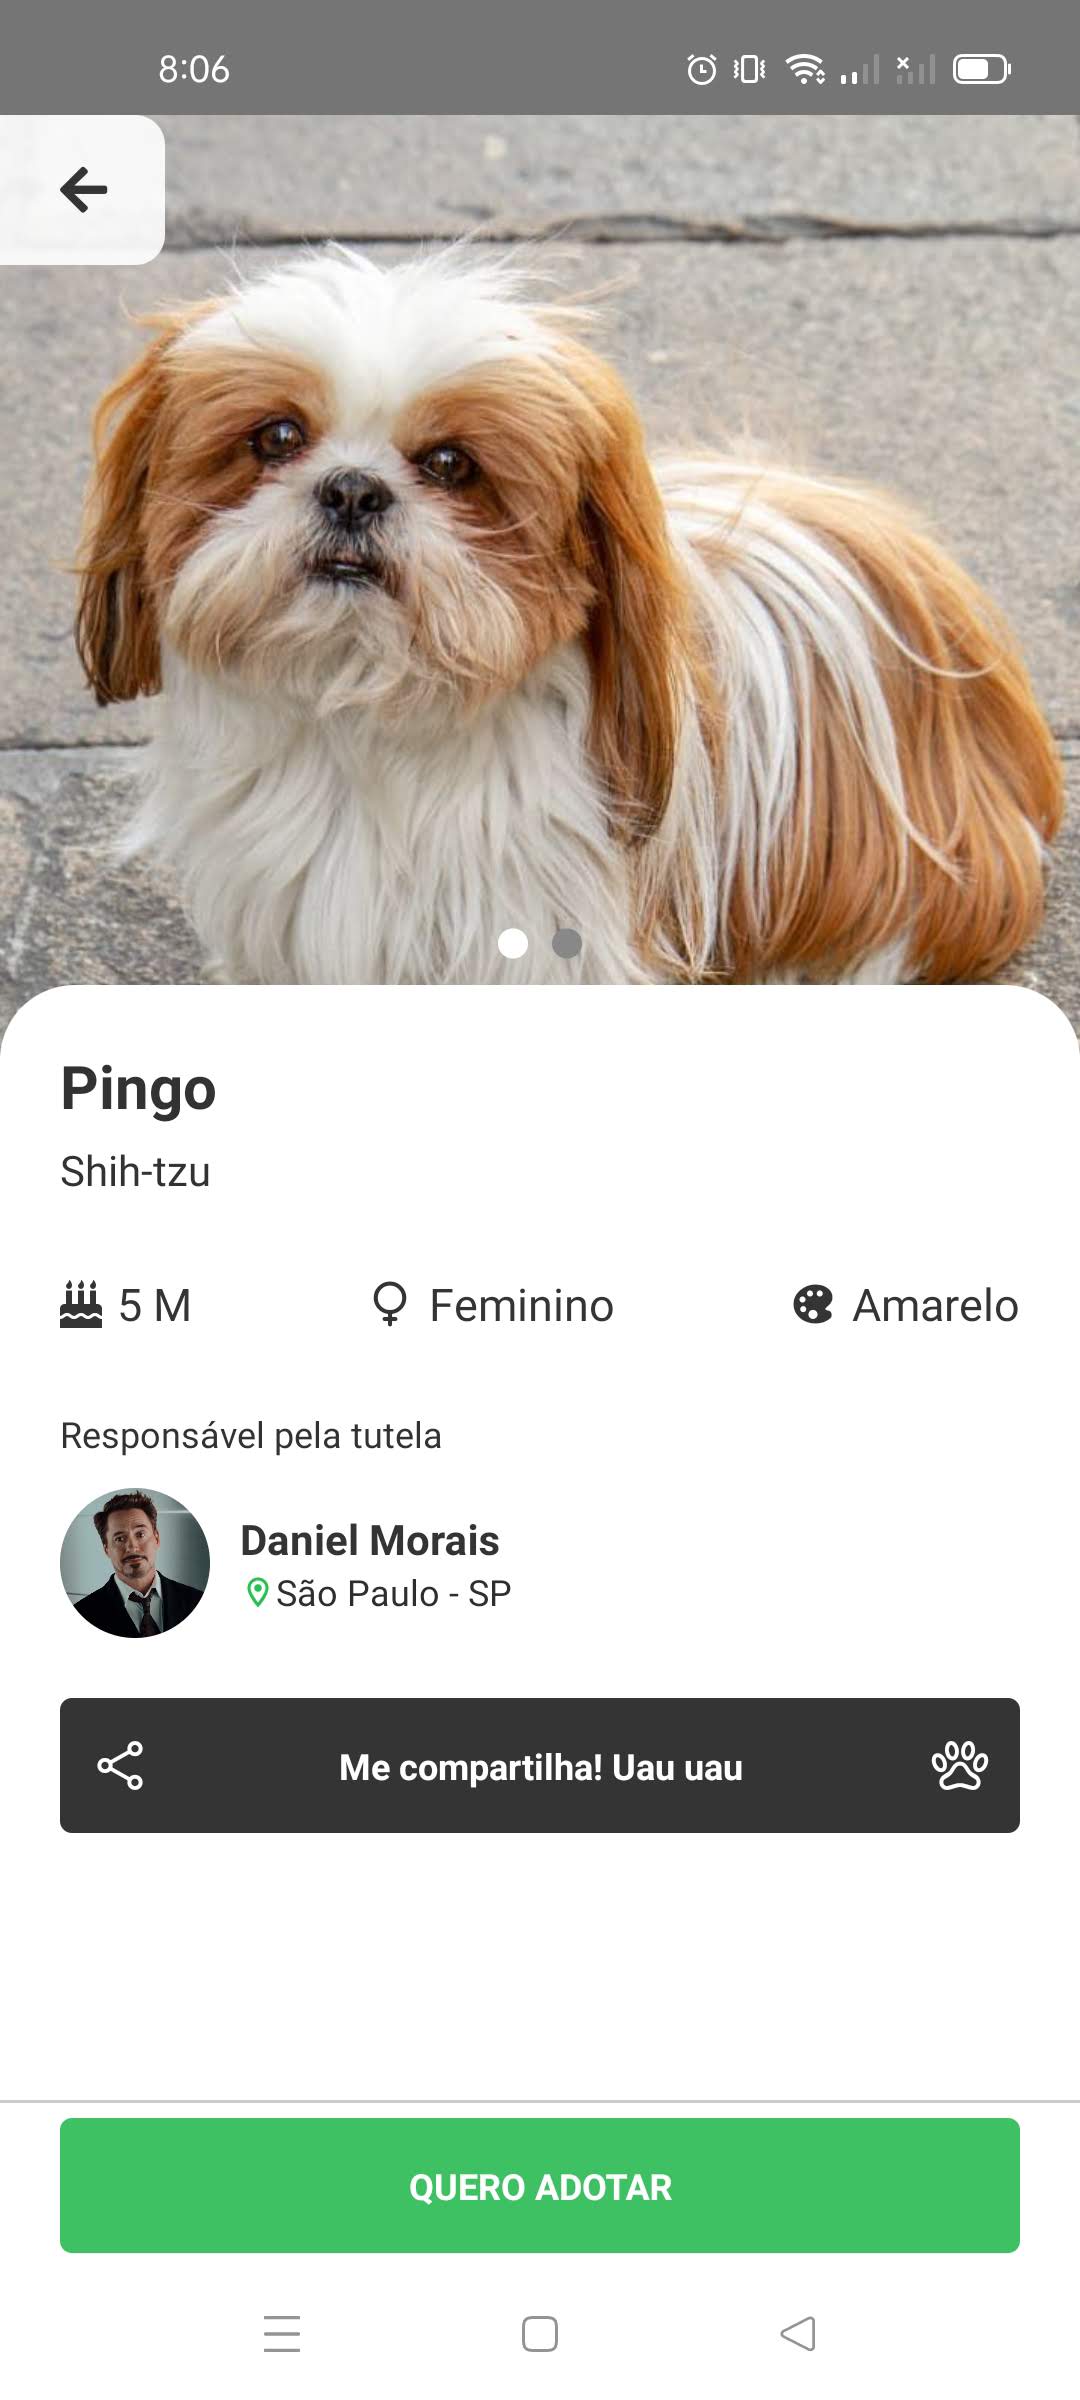 8:06
Pingo
Shih-tzu
5 M
Feminino
Amarelo
Responsável pela tutela
Daniel Morais
São Paulo - SP
Me compartilha! Uau uau
QUERO ADOTAR